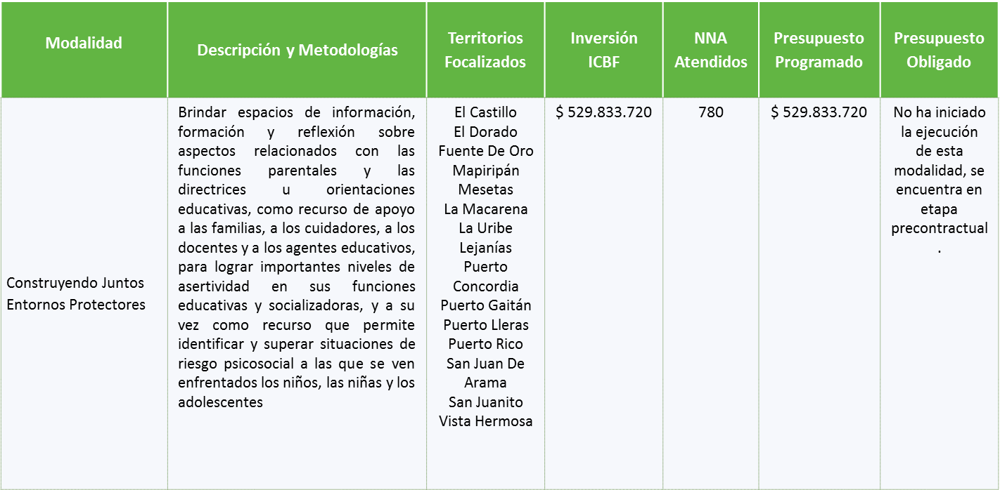 Modalidad
Descripción y Metodologías
Territorios
Focalizados
Inversión
ICBF
NNA
Atendidos
Presupuesto
Programado
Presupuesto
Obligado
Construyendo Juntos
Entornos Protectores
Brindar espacios de información,
formación y reflexión sobre
aspectos relacionados con las
funciones parentales y las
directrices u orientaciones
educativas, como recurso de apoyo
a las familias, a los cuidadores, a los
docentes y a los agentes educativos,
para lograr importantes niveles de
asertividad en sus funciones
educativas y socializadoras, y a su
vez como recurso que permite
identificar y superar situaciones de
riesgo psicosocial a las que se ven
enfrentados los niños, las niñas y los
adolescentes
El Castillo
El Dorado
Fuente De Oro
Mapiripán
Mesetas
La Macarena
La Uribe
Lejanías
Puerto
Concordia
Puerto Gaitán
Puerto Lleras
Puerto Rico
San Juan De
Arama
San Juanito
Vista Hermosa
$ 529.833.720
780
$ 529.833.720
No ha iniciado
la ejecución
de esta
modalidad, se
encuentra en
etapa
precontractual
.